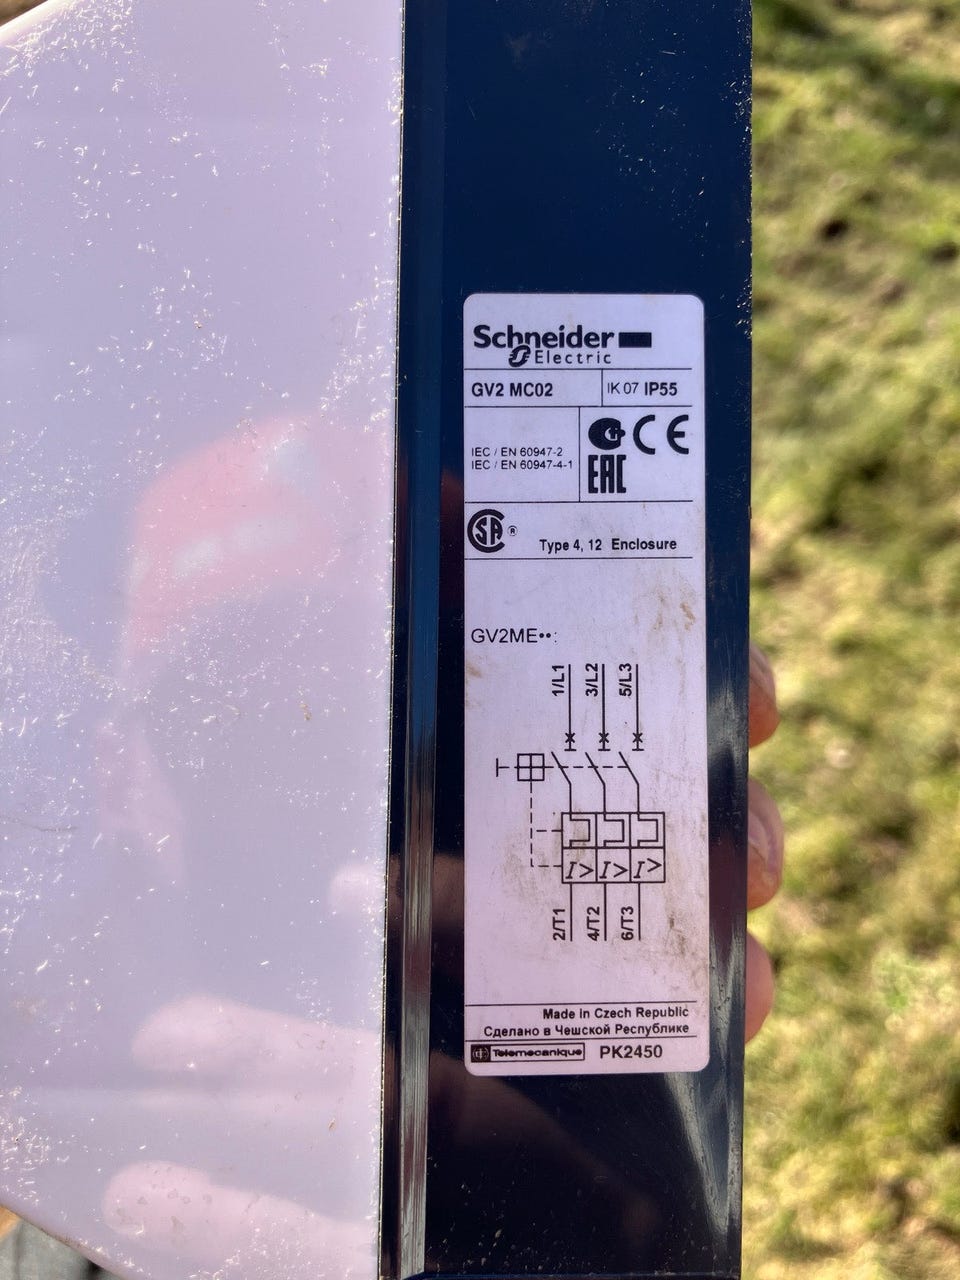 Schneider
Electric
GV2 MC02
IK 07 IP55
IEC / EN 60947-2
IEC / EN 60947-4-1
CE
EAC
SA ®
Type 4, 12 Enclosure
GV2ME••:
1/L1 3/L2 5/L3
I> I> I>
2/T1 4/T2 6/T3
Made in Czech Republic
Сделано в Чешской Республике
Telemecanique PK2450